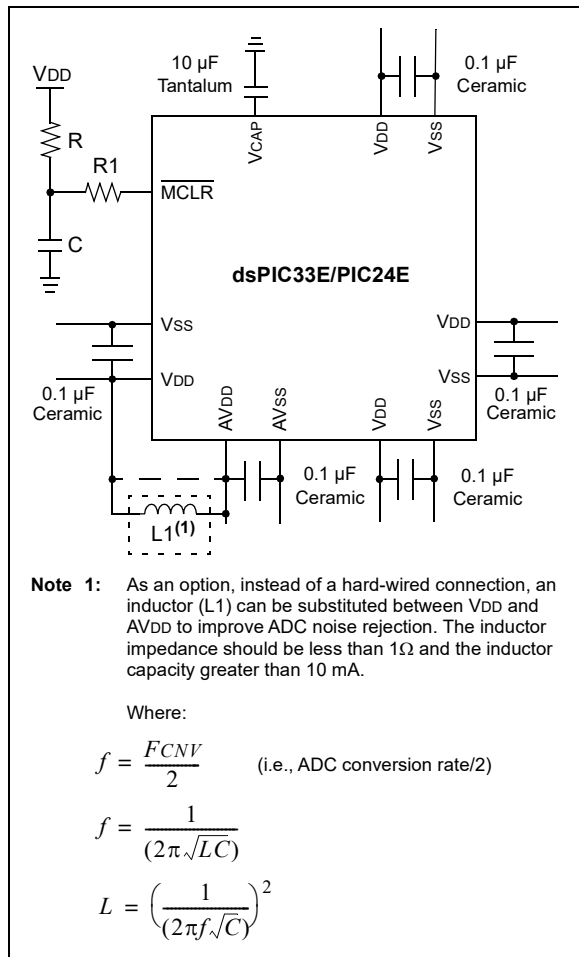 VDD
R
R1
C
10 µF
Tantalum
0.1 µF
Ceramic
VCAP
VDD
VSS
MCLR
dsPIC33E/PIC24E
VSS
VDD
VDD
VSS
0.1 µF
Ceramic
0.1 µF
Ceramic
AVDD
AVSS
VDD
VSS
0.1 µF
Ceramic
0.1 µF
Ceramic
L1(1)
Note 1: As an option, instead of a hard-wired connection, an
inductor (L1) can be substituted between VDD and
AVDD to improve ADC noise rejection. The inductor
impedance should be less than 1Ω and the inductor
capacity greater than 10 mA.
Where:
f = FCNV / 2 (i.e., ADC conversion rate/2)
f = 1 / (2π√LC)
L = (1 / (2πf√C))²